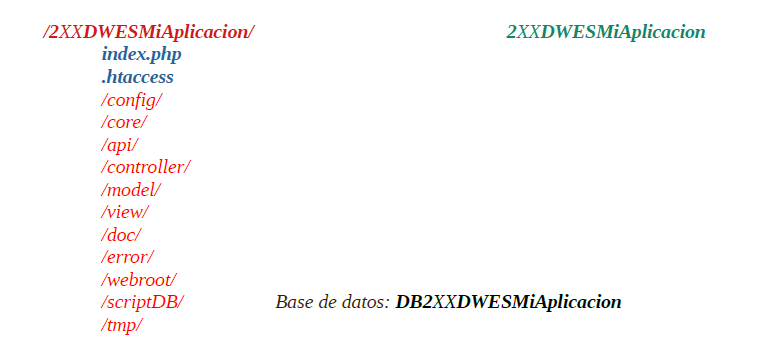 /2XXDWESMiAplicacion/ 2XXDWESMiAplicacion
index.php
.htaccess
/config/
/core/
/api/
/controller/
/model/
/view/
/doc/
/error/
/webroot/
/scriptDB/ Base de datos: DB2XXDWESMiAplicacion
/tmp/